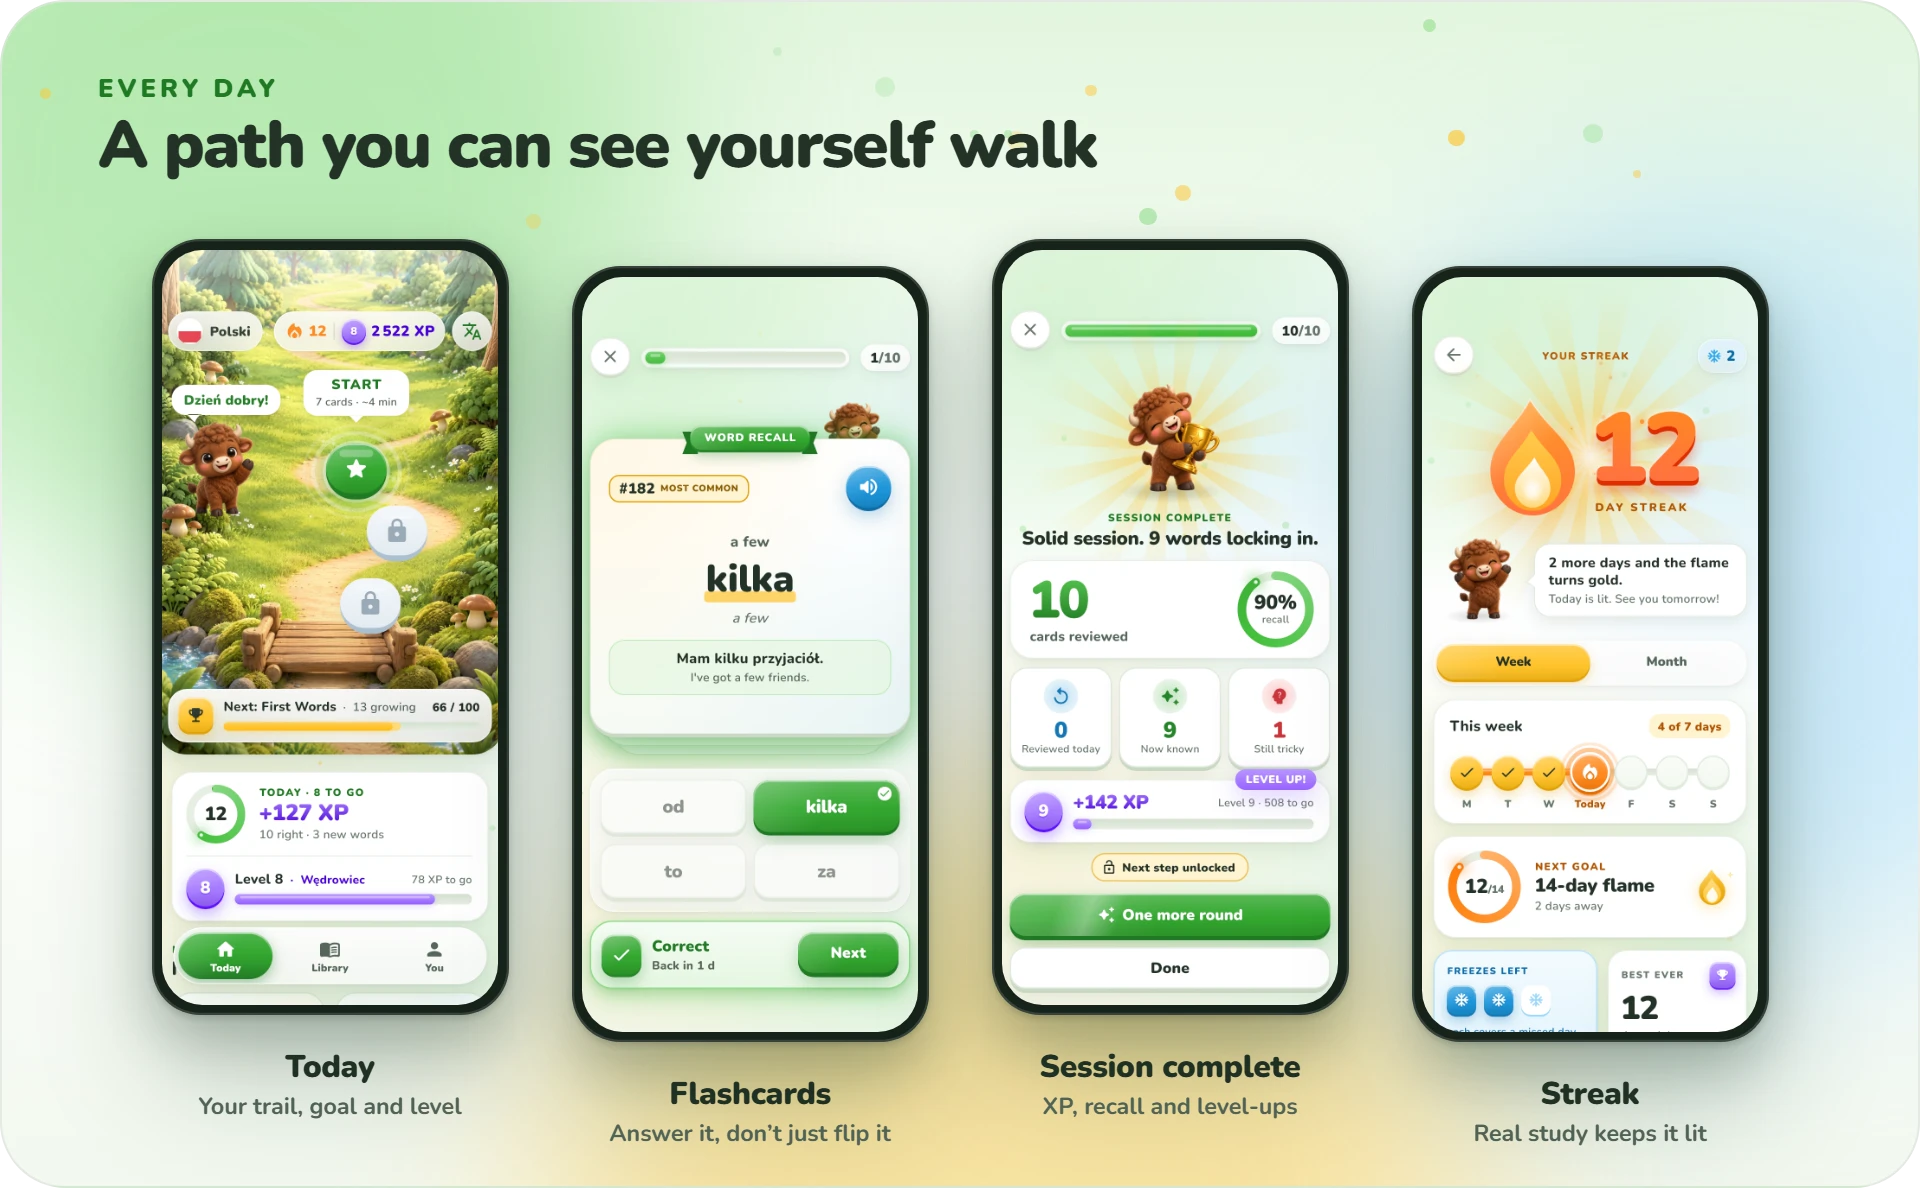 EVERY DAY
A path you can see yourself walk
Polski
12
8
2 522 XP
Dzień dobry!
START
7 cards · ~4 min
Next: First Words · 13 growing
66 / 100
12
TODAY · 8 TO GO
+127 XP
10 right · 3 new words
8
Level 8 · Wędrowiec
78 XP to go
Today
Library
You
Today
Your trail, goal and level
1/10
WORD RECALL
#182 MOST COMMON
a few
kilka
a few
Mam kilku przyjaciół.
I've got a few friends.
od
kilka
to
za
Correct
Back in 1 d
Next
Flashcards
Answer it, don't just flip it
10/10
SESSION COMPLETE
Solid session. 9 words locking in.
10
cards reviewed
90%
recall
0
Reviewed today
9
Now known
1
Still tricky
LEVEL UP!
9
+142 XP
Level 9 · 508 to go
Next step unlocked
One more round
Done
Session complete
XP, recall and level-ups
YOUR STREAK
2
12
DAY STREAK
2 more days and the flame
turns gold.
Today is lit. See you tomorrow!
Week
Month
This week
4 of 7 days
M
T
W
Today
F
S
S
12/14
NEXT GOAL
14-day flame
2 days away
FREEZES LEFT
BEST EVER
12
covers a missed day
Streak
Real study keeps it lit